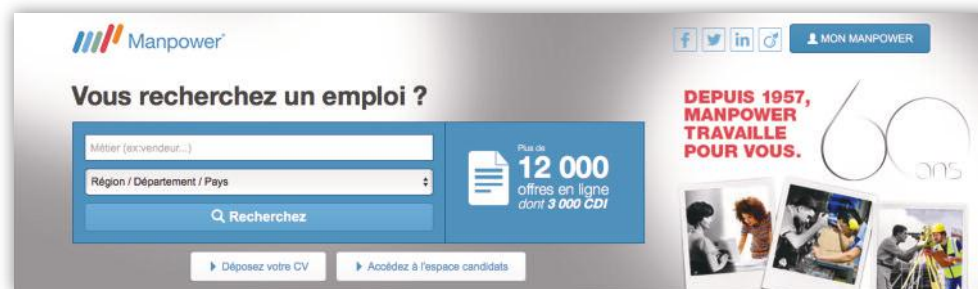 Manpower
MON MANPOWER
Vous recherchez un emploi ?
Métier (ex:vendeur...)
Région / Département / Pays
Recherchez
Plus de
12 000
offres en ligne
dont 3 000 CDI
Déposez votre CV
Accédez à l'espace candidats
DEPUIS 1957,
MANPOWER
TRAVAILLE
POUR VOUS.
60
ans